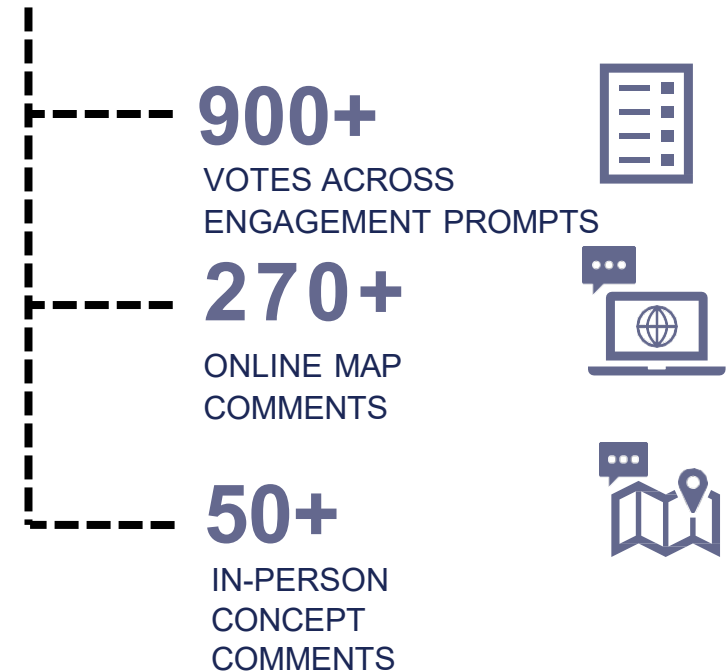 900+
VOTES ACROSS
ENGAGEMENT PROMPTS
270+
ONLINE MAP
COMMENTS
50+
IN-PERSON
CONCEPT
COMMENTS